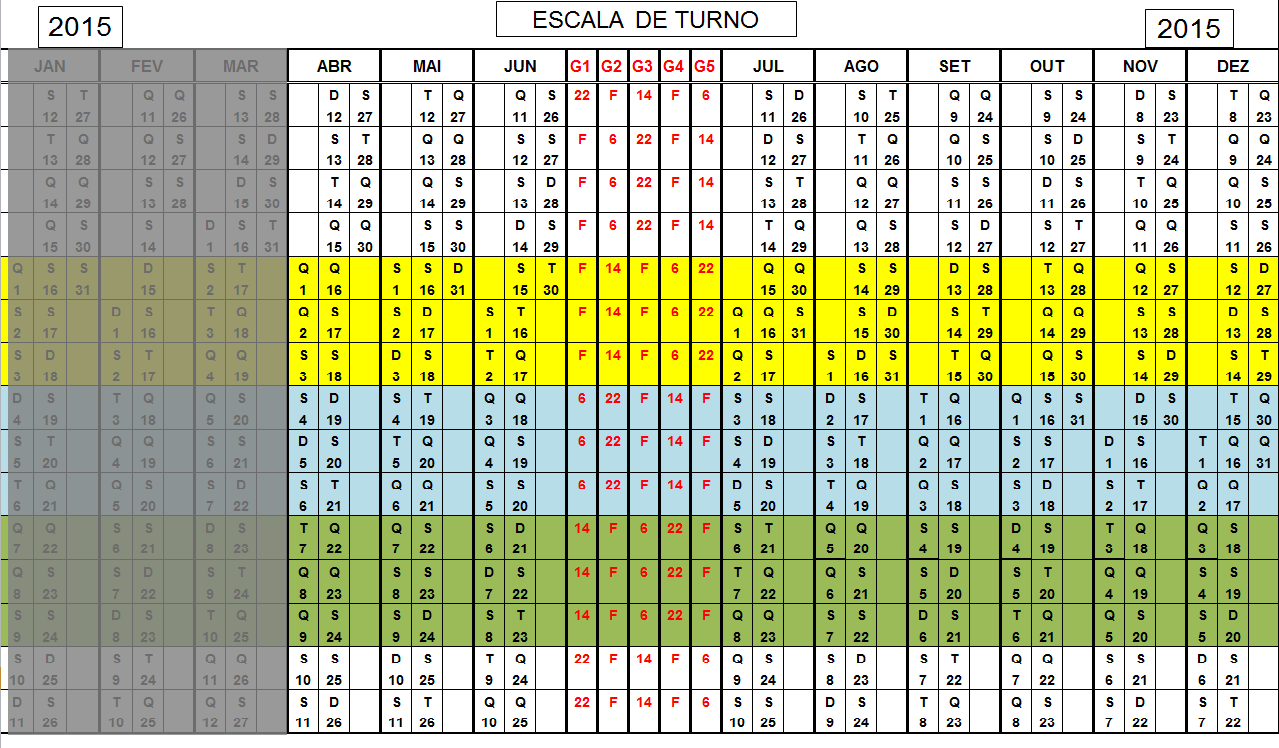 2015
ESCALA DE TURNO
2015
JAN FEV MAR ABR MAI JUN G1 G2 G3 G4 G5 JUL AGO SET OUT NOV DEZ
S T Q Q S S D S T Q Q S 22 F 14 F 6 S D S T Q Q S S D S T Q
12 27 11 26 13 28 12 27 12 27 11 26 11 26 10 25 9 24 9 24 8 23 8 23
T Q Q S S D S T Q Q S S F 6 22 F 14 D S T Q Q S S D S T Q Q
13 28 12 27 14 29 13 28 13 28 12 27 12 27 11 26 10 25 10 25 9 24 9 24
Q Q S S D S T Q Q S S D F 6 22 F 14 S T Q Q S S D S T Q Q S
14 29 13 28 15 30 14 29 14 29 13 28 13 28 12 27 11 26 11 26 10 25 10 25
Q S S D S T Q Q S S D S F 6 22 F 14 T Q Q S S D S T Q Q S S
15 30 14 1 16 31 15 30 15 30 14 29 14 29 13 28 12 27 12 27 11 26 11 26
Q S S D S T Q Q S S D S T F 14 F 6 22 Q Q S S D S T Q Q S S D
1 16 31 15 2 17 1 16 1 16 31 15 30 15 30 14 29 13 28 13 28 12 27 12 27
S S D S T Q Q S S D S T F 14 F 6 22 Q Q S S D S T Q Q S S D S
2 17 1 16 3 18 2 17 2 17 1 16 1 16 31 15 30 14 29 14 29 13 28 13 28
S D S T Q Q S S D S T Q F 14 F 6 22 Q S S D S T Q Q S S D S T
3 18 2 17 4 19 3 18 3 18 2 17 2 17 1 16 31 15 30 15 30 14 29 14 29
D S T Q Q S S D S T Q Q 6 22 F 14 F S S D S T Q Q S S D S T Q
4 19 3 18 5 20 4 19 4 19 3 18 3 18 2 17 1 16 1 16 31 15 30 15 30
S T Q Q S S D S T Q Q S 6 22 F 14 F S D S T Q Q S S D S T Q Q
5 20 4 19 6 21 5 20 5 20 4 19 4 19 3 18 2 17 2 17 1 16 1 16 31
T Q Q S S D S T Q Q S S 6 22 F 14 F D S T Q Q S S D S T Q Q
6 21 5 20 7 22 6 21 6 21 5 20 5 20 4 19 3 18 3 18 2 17 2 17
Q Q S S D S T Q Q S S D 14 F 6 22 F S T Q Q S S D S T Q Q S
7 22 6 21 8 23 7 22 7 22 6 21 6 21 5 20 4 19 4 19 3 18 3 18
Q S S D S T Q Q S S D S 14 F 6 22 F T Q Q S S D S T Q Q S S
8 23 7 22 9 24 8 23 8 23 7 22 7 22 6 21 5 20 5 20 4 19 4 19
S S D S T Q Q S S D S T 14 F 6 22 F Q Q S S D S T Q Q S S D
9 24 8 23 10 25 9 24 9 24 8 23 8 23 7 22 6 21 6 21 5 20 5 20
S D S T Q Q S S D S T Q 22 F 14 F 6 Q S S D S T Q Q S S D S
10 25 9 24 11 26 10 25 10 25 9 24 9 24 8 23 7 22 7 22 6 21 6 21
D S T Q Q S S D S T Q Q 22 F 14 F 6 S S D S T Q Q S S D S T
11 26 10 25 12 27 11 26 11 26 10 25 10 25 9 24 8 23 8 23 7 22 7 22